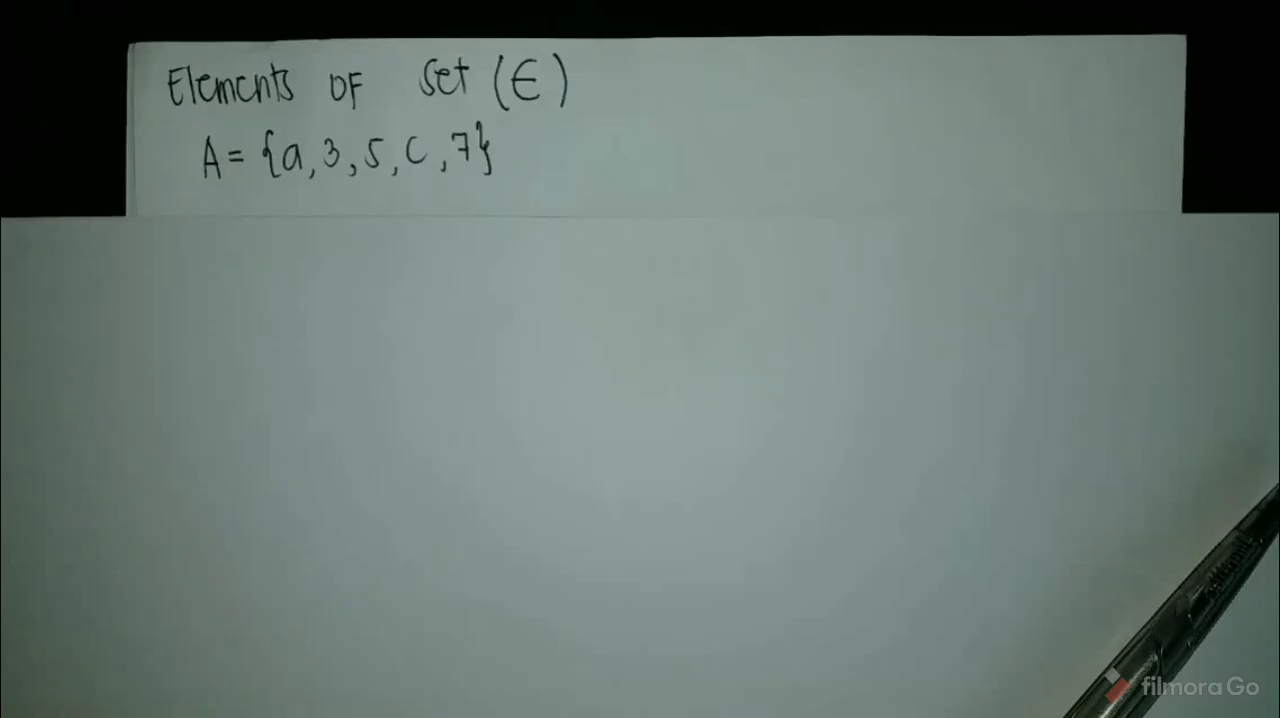 Elements OF set (∈)
A = {a, 3, 5, c, 7}
filmora Go